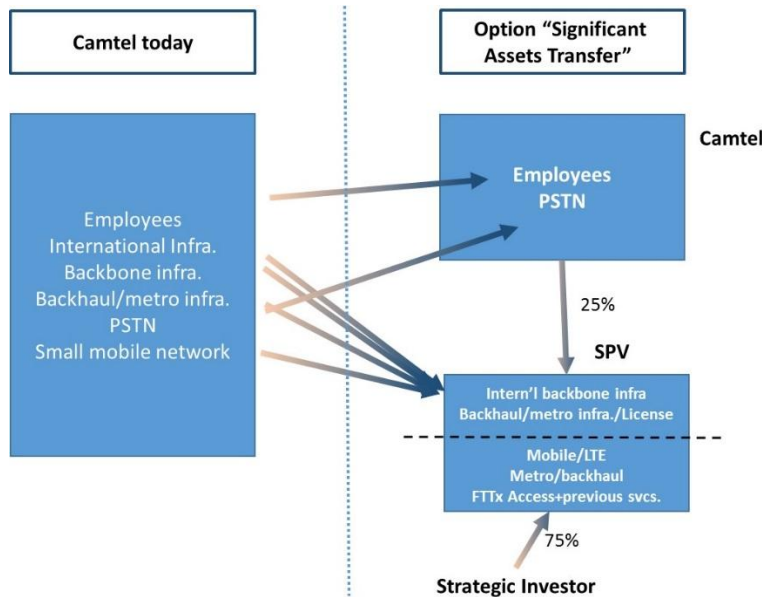 Camtel today
Option “Significant
Assets Transfer”
Employees
International Infra.
Backbone infra.
Backhaul/metro infra.
PSTN
Small mobile network
Camtel
Employees
PSTN
25%
SPV
Intern’l backbone infra
Backhaul/metro infra./License
Mobile/LTE
Metro/backhaul
FTTx Access+previous svcs.
75%
Strategic Investor